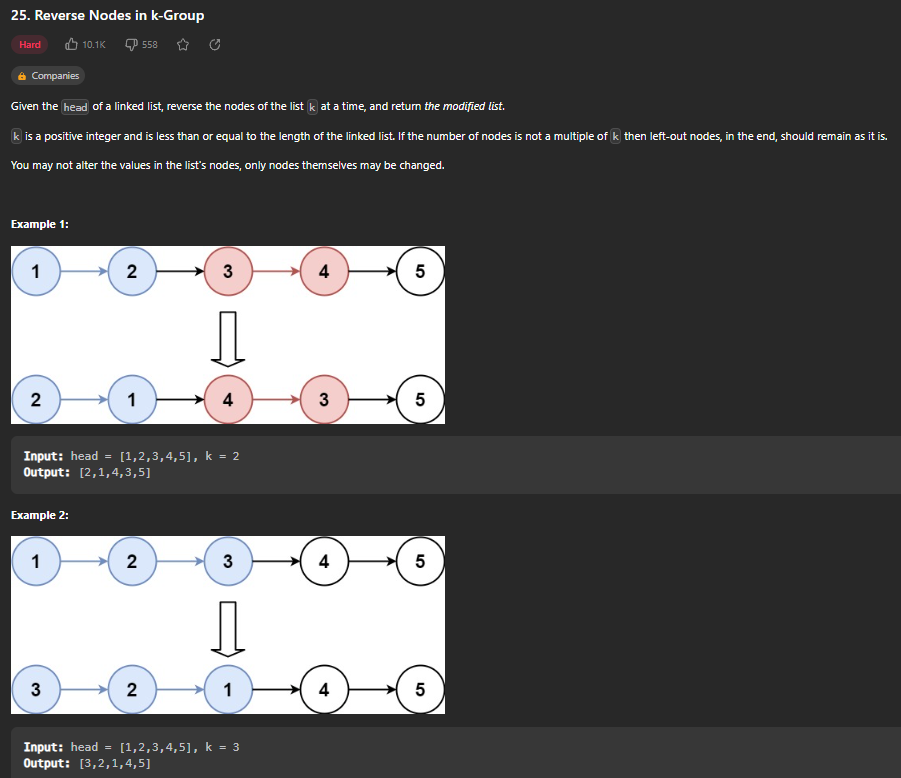 25. Reverse Nodes in k-Group
Hard 10.1K 558
Companies
Given the head of a linked list, reverse the nodes of the list k at a time, and return the modified list.
k is a positive integer and is less than or equal to the length of the linked list. If the number of nodes is not a multiple of k then left-out nodes, in the end, should remain as it is.
You may not alter the values in the list's nodes, only nodes themselves may be changed.
Example 1:
1 2 3 4 5
2 1 4 3 5
Input: head = [1,2,3,4,5], k = 2
Output: [2,1,4,3,5]
Example 2:
1 2 3 4 5
3 2 1 4 5
Input: head = [1,2,3,4,5], k = 3
Output: [3,2,1,4,5]